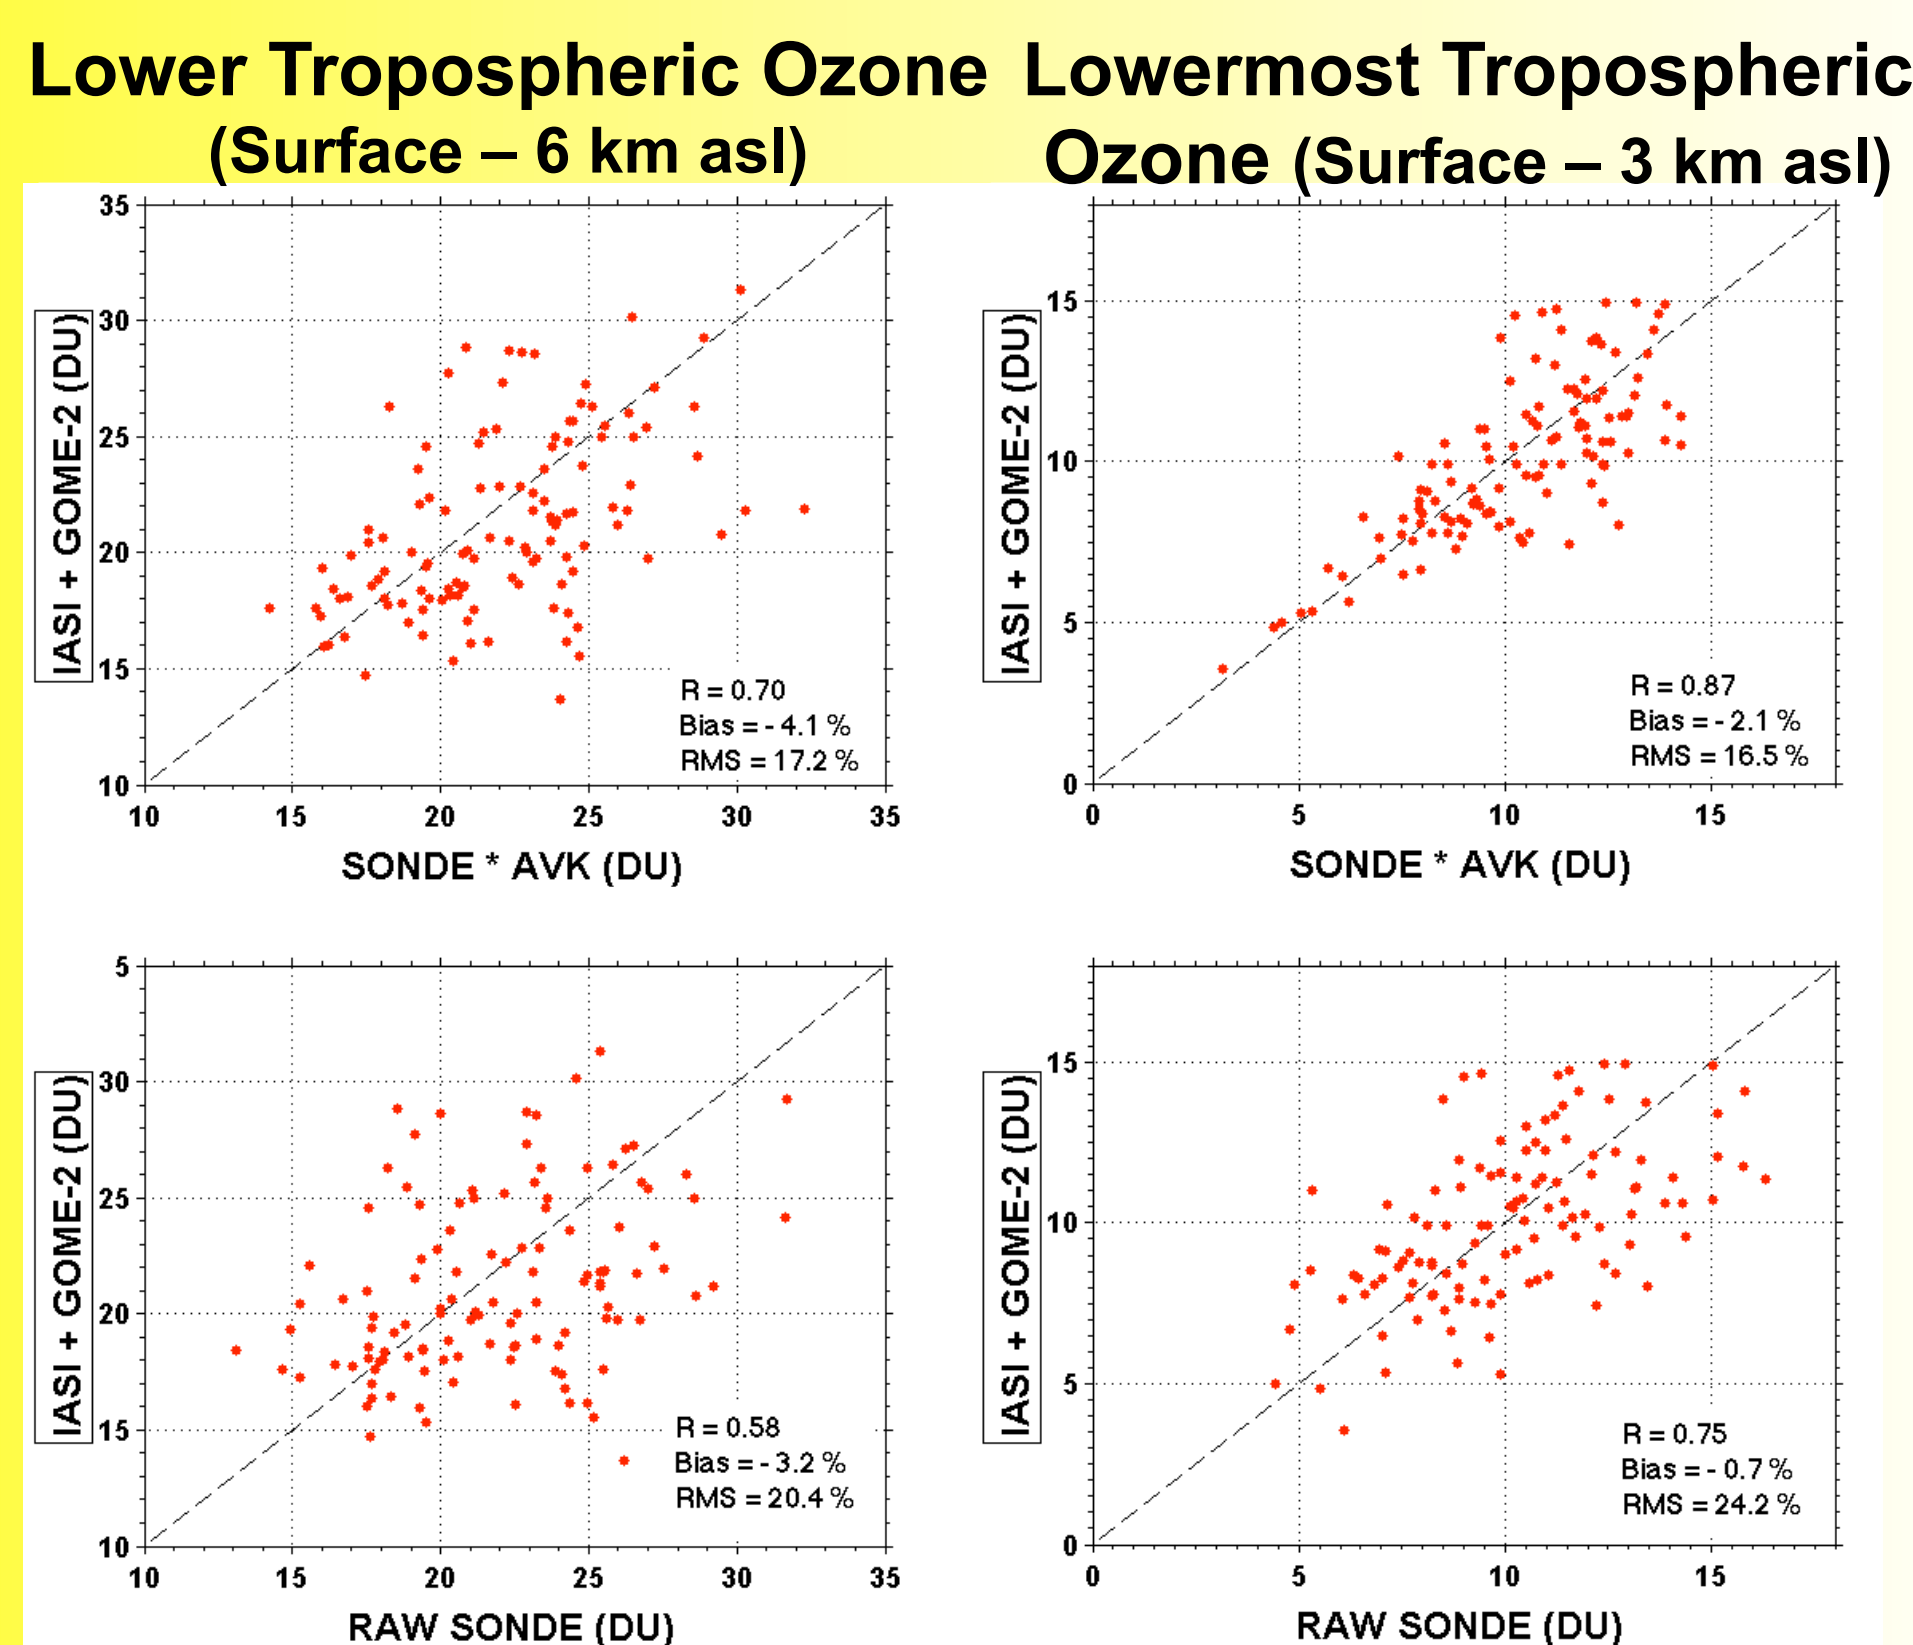 Lower Tropospheric Ozone
(Surface – 6 km asl)
Lowermost Tropospheric
Ozone (Surface – 3 km asl)
35
30
25
20
15
10
IASI + GOME-2 (DU)
R = 0.70
Bias = - 4.1 %
RMS = 17.2 %
10 15 20 25 30 35
SONDE * AVK (DU)
15
10
5
0
IASI + GOME-2 (DU)
R = 0.87
Bias = - 2.1 %
RMS = 16.5 %
0 5 10 15
SONDE * AVK (DU)
5
30
25
20
15
10
IASI + GOME-2 (DU)
R = 0.58
Bias = - 3.2 %
RMS = 20.4 %
10 15 20 25 30 35
RAW SONDE (DU)
15
10
5
0
IASI + GOME-2 (DU)
R = 0.75
Bias = - 0.7 %
RMS = 24.2 %
0 5 10 15
RAW SONDE (DU)